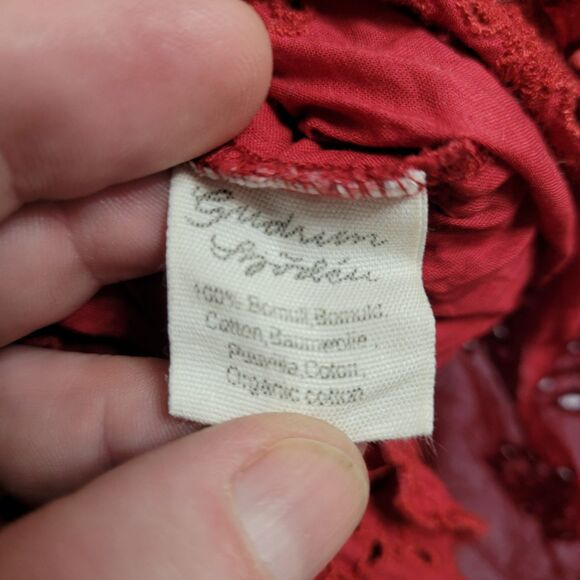 Gudrun
Sjödén
100% Bomull,Bomuld,
Cotton,Baumwolle,
Puuvilla,Coton,
Organic cotton